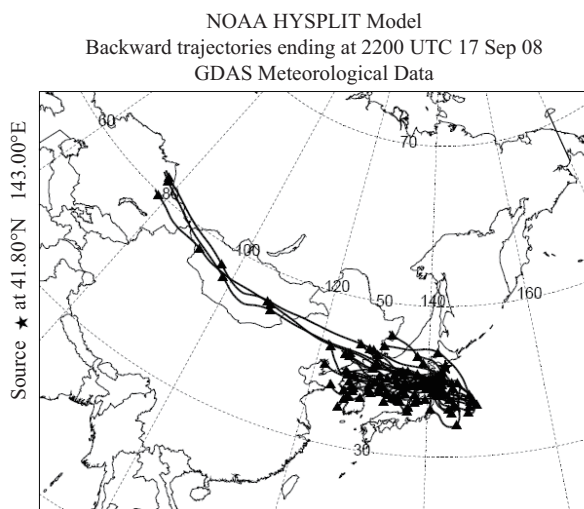 NOAA HYSPLIT Model
Backward trajectories ending at 2200 UTC 17 Sep 08
GDAS Meteorological Data
Source ★ at 41.80°N 143.00°E
60
70
80
100
120
50
140
160
30